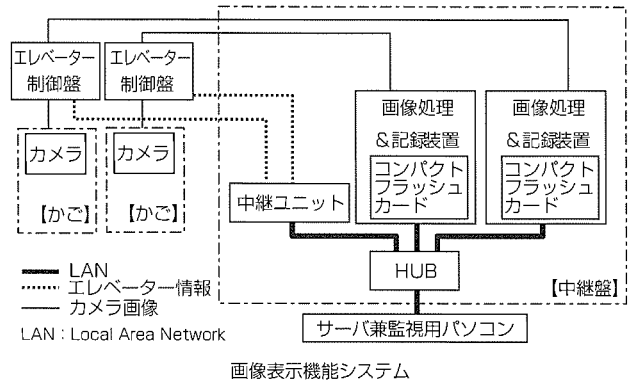 エレベーター
制御盤
エレベーター
制御盤
カメラ
【かご】
カメラ
【かご】
画像処理
&記録装置
コンパクト
フラッシュ
カード
画像処理
&記録装置
コンパクト
フラッシュ
カード
中継ユニット
HUB
【中継盤】
サーバ兼監視用パソコン
LAN
エレベーター情報
カメラ画像
LAN : Local Area Network
画像表示機能システム